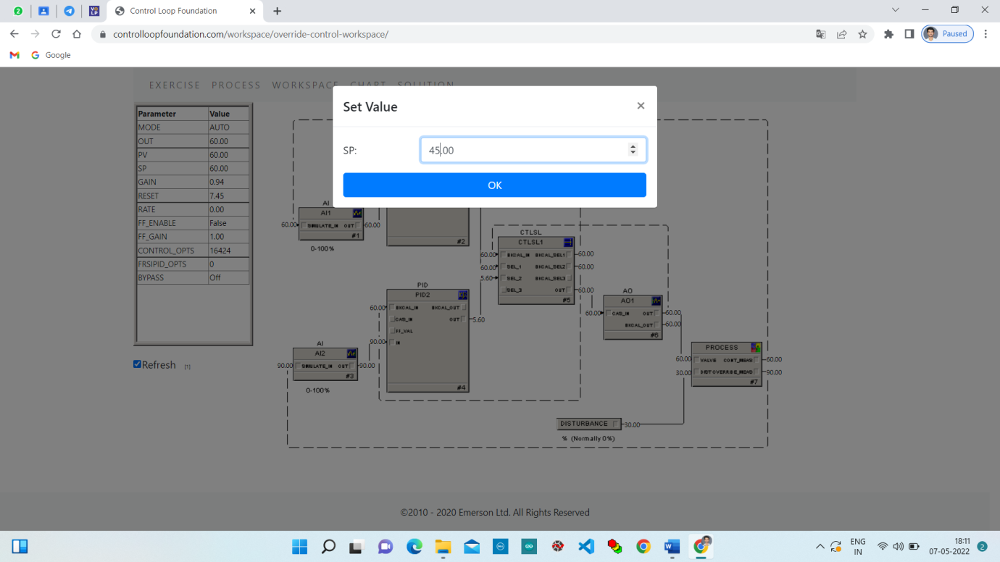 2
VO
LP
Control Loop Foundation
controlloopfoundation.com/workspace/override-control-workspace/
Paused
Google
EXERCISE PROCESS WORKSPACE CHART SOLUTION
Set Value
SP: 45.00
OK
Parameter Value
MODE AUTO
OUT 60.00
PV 60.00
SP 60.00
GAIN 0.94
RESET 7.45
RATE 0.00
FF_ENABLE False
FF_GAIN 1.00
CONTROL_OPTS 16424
FRSIPID_OPTS 0
BYPASS Off
Refresh [1]
AI
AI1
60.00 SIMULATE_IN OUT 60.00
#1
0-100%
#2
CTLSL
CTLSL1
60.00 BKCAL_IN BKCAL_SEL1 60.00
60.00 SEL_1 BKCAL_SEL2 60.00
5.60 SEL_2 BKCAL_SEL3
SEL_3 OUT 60.00
#5
PID
PID2
60.00 BKCAL_IN BKCAL_OUT
CAS_IN OUT 5.60
FF_VAL
90.00 IN
#4
AI
AI2
90.00 SIMULATE_IN OUT 90.00
#3
0-100%
AO
AO1
60.00 CAS_IN OUT 60.00
BKCAL_OUT 60.00
#6
PROCESS
60.00 VALVE CONT_MEAS 60.00
30.00 DIST OVERRIDE_MEAS 90.00
#7
DISTURBANCE 30.00
% (Normally 0%)
©2010 - 2020 Emerson Ltd. All Rights Reserved
ENG
IN
18:11
07-05-2022
2